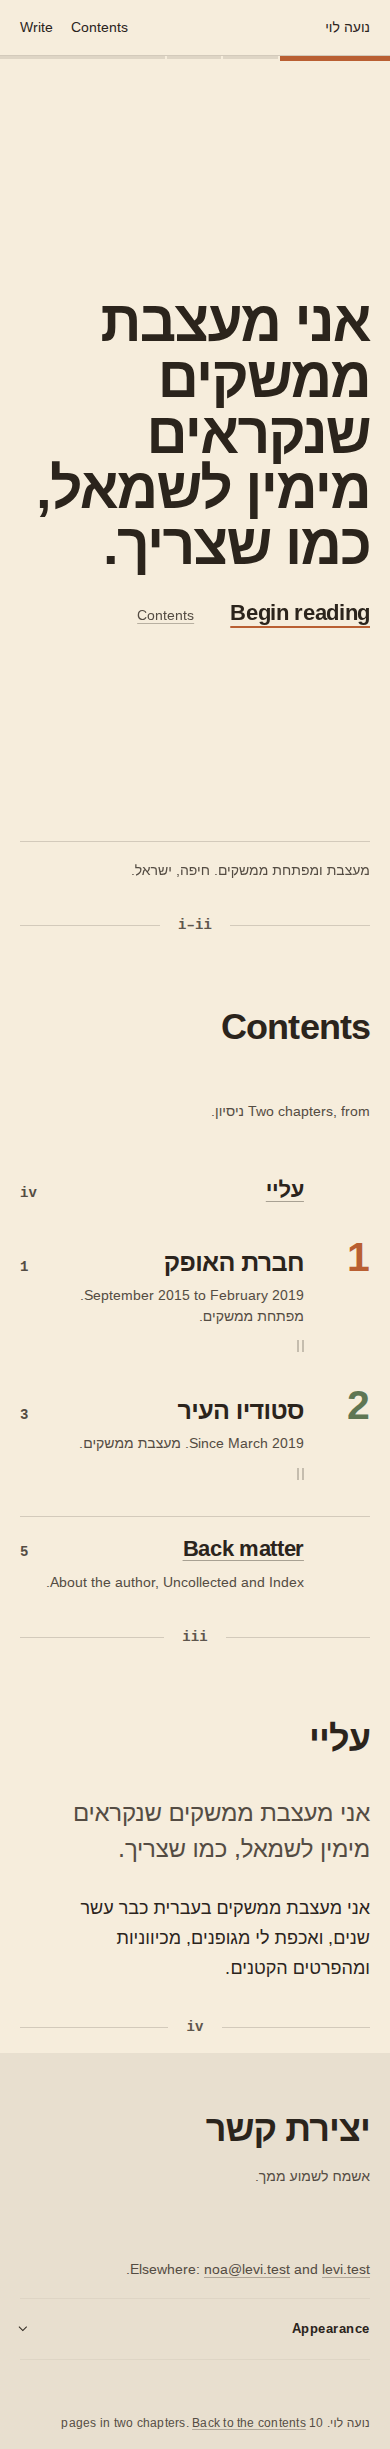 נועה לוי
Contents
Write
אני מעצבת
ממשקים
שנקראים
מימין לשמאל,
כמו שצריך.
Begin reading
Contents
מעצבת ומפתחת ממשקים. חיפה, ישראל.
i–ii
Contents
Two chapters, from ניסיון.
עליי
iv
1
חברת האופק
1
September 2015 to February 2019.
מפתחת ממשקים.
2
סטודיו העיר
3
Since March 2019. מעצבת ממשקים.
Back matter
5
About the author, Uncollected and Index.
iii
עליי
אני מעצבת ממשקים שנקראים
מימין לשמאל, כמו שצריך.
אני מעצבת ממשקים בעברית כבר עשר
שנים, ואכפת לי מגופנים, מכיווניות
ומהפרטים הקטנים.
iv
יצירת קשר
אשמח לשמוע ממך.
Elsewhere: noa@levi.test and levi.test.
Appearance
נועה לוי. 10 pages in two chapters. Back to the contents